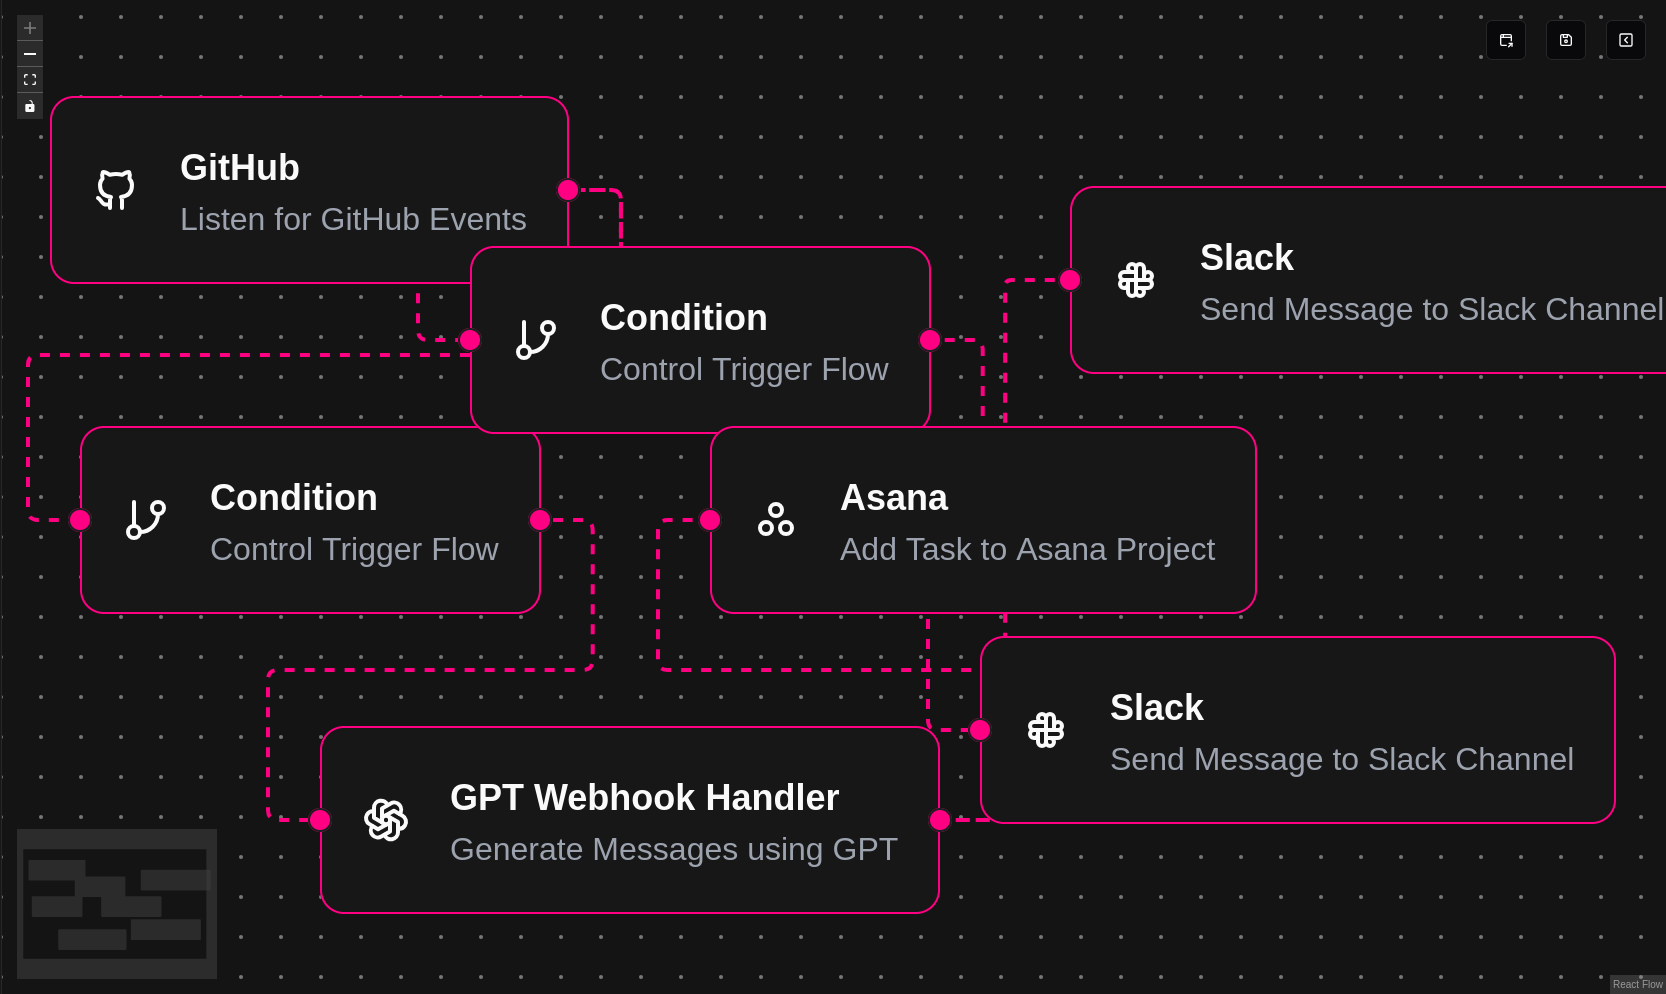 GitHub
Listen for GitHub Events
Slack
Send Message to Slack Channel
Condition
Control Trigger Flow
Condition
Control Trigger Flow
Asana
Add Task to Asana Project
Slack
Send Message to Slack Channel
GPT Webhook Handler
Generate Messages using GPT
React Flow